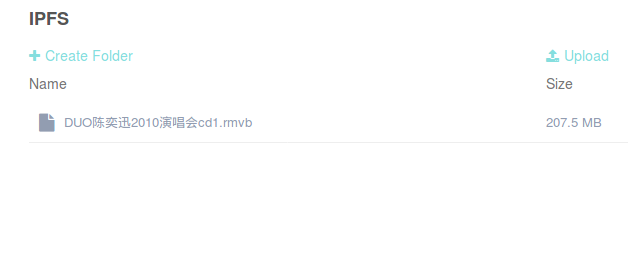 IPFS
Create Folder Upload
Name Size
DUO陈奕迅2010演唱会cd1.rmvb 207.5 MB